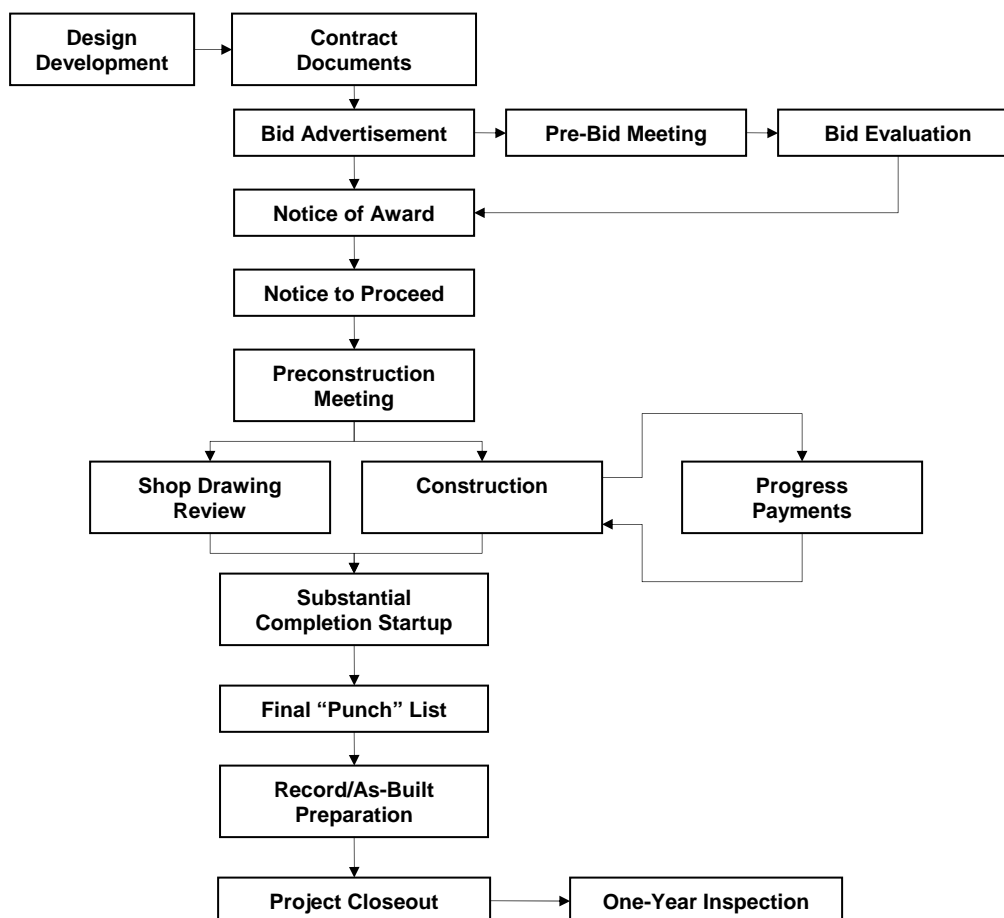 Design
Development
Contract
Documents
Bid Advertisement
Pre-Bid Meeting
Bid Evaluation
Notice of Award
Notice to Proceed
Preconstruction
Meeting
Shop Drawing
Review
Construction
Progress
Payments
Substantial
Completion Startup
Final “Punch” List
Record/As-Built
Preparation
Project Closeout
One-Year Inspection